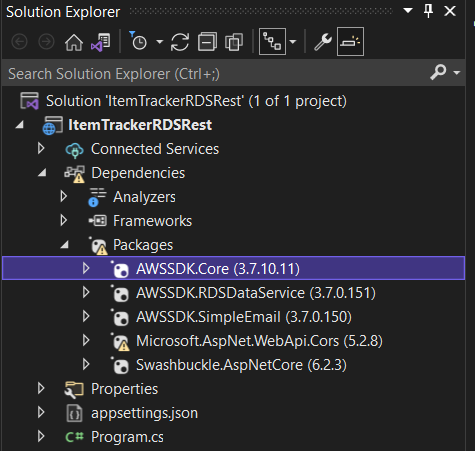 Solution Explorer
Search Solution Explorer (Ctrl+;)
Solution 'ItemTrackerRDSRest' (1 of 1 project)
ItemTrackerRDSRest
Connected Services
Dependencies
Analyzers
Frameworks
Packages
AWSSDK.Core (3.7.10.11)
AWSSDK.RDSDataService (3.7.0.151)
AWSSDK.SimpleEmail (3.7.0.150)
Microsoft.AspNet.WebApi.Cors (5.2.8)
Swashbuckle.AspNetCore (6.2.3)
Properties
appsettings.json
C# Program.cs